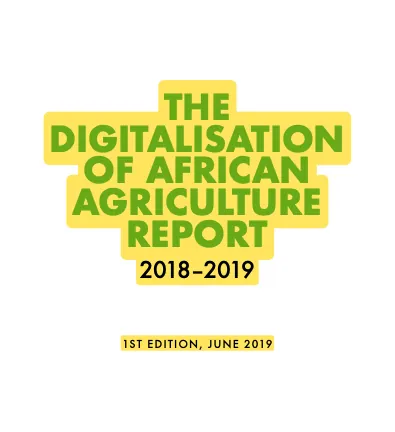 THE
DIGITALISATION
OF AFRICAN
AGRICULTURE
REPORT
2018–2019
1ST EDITION, JUNE 2019